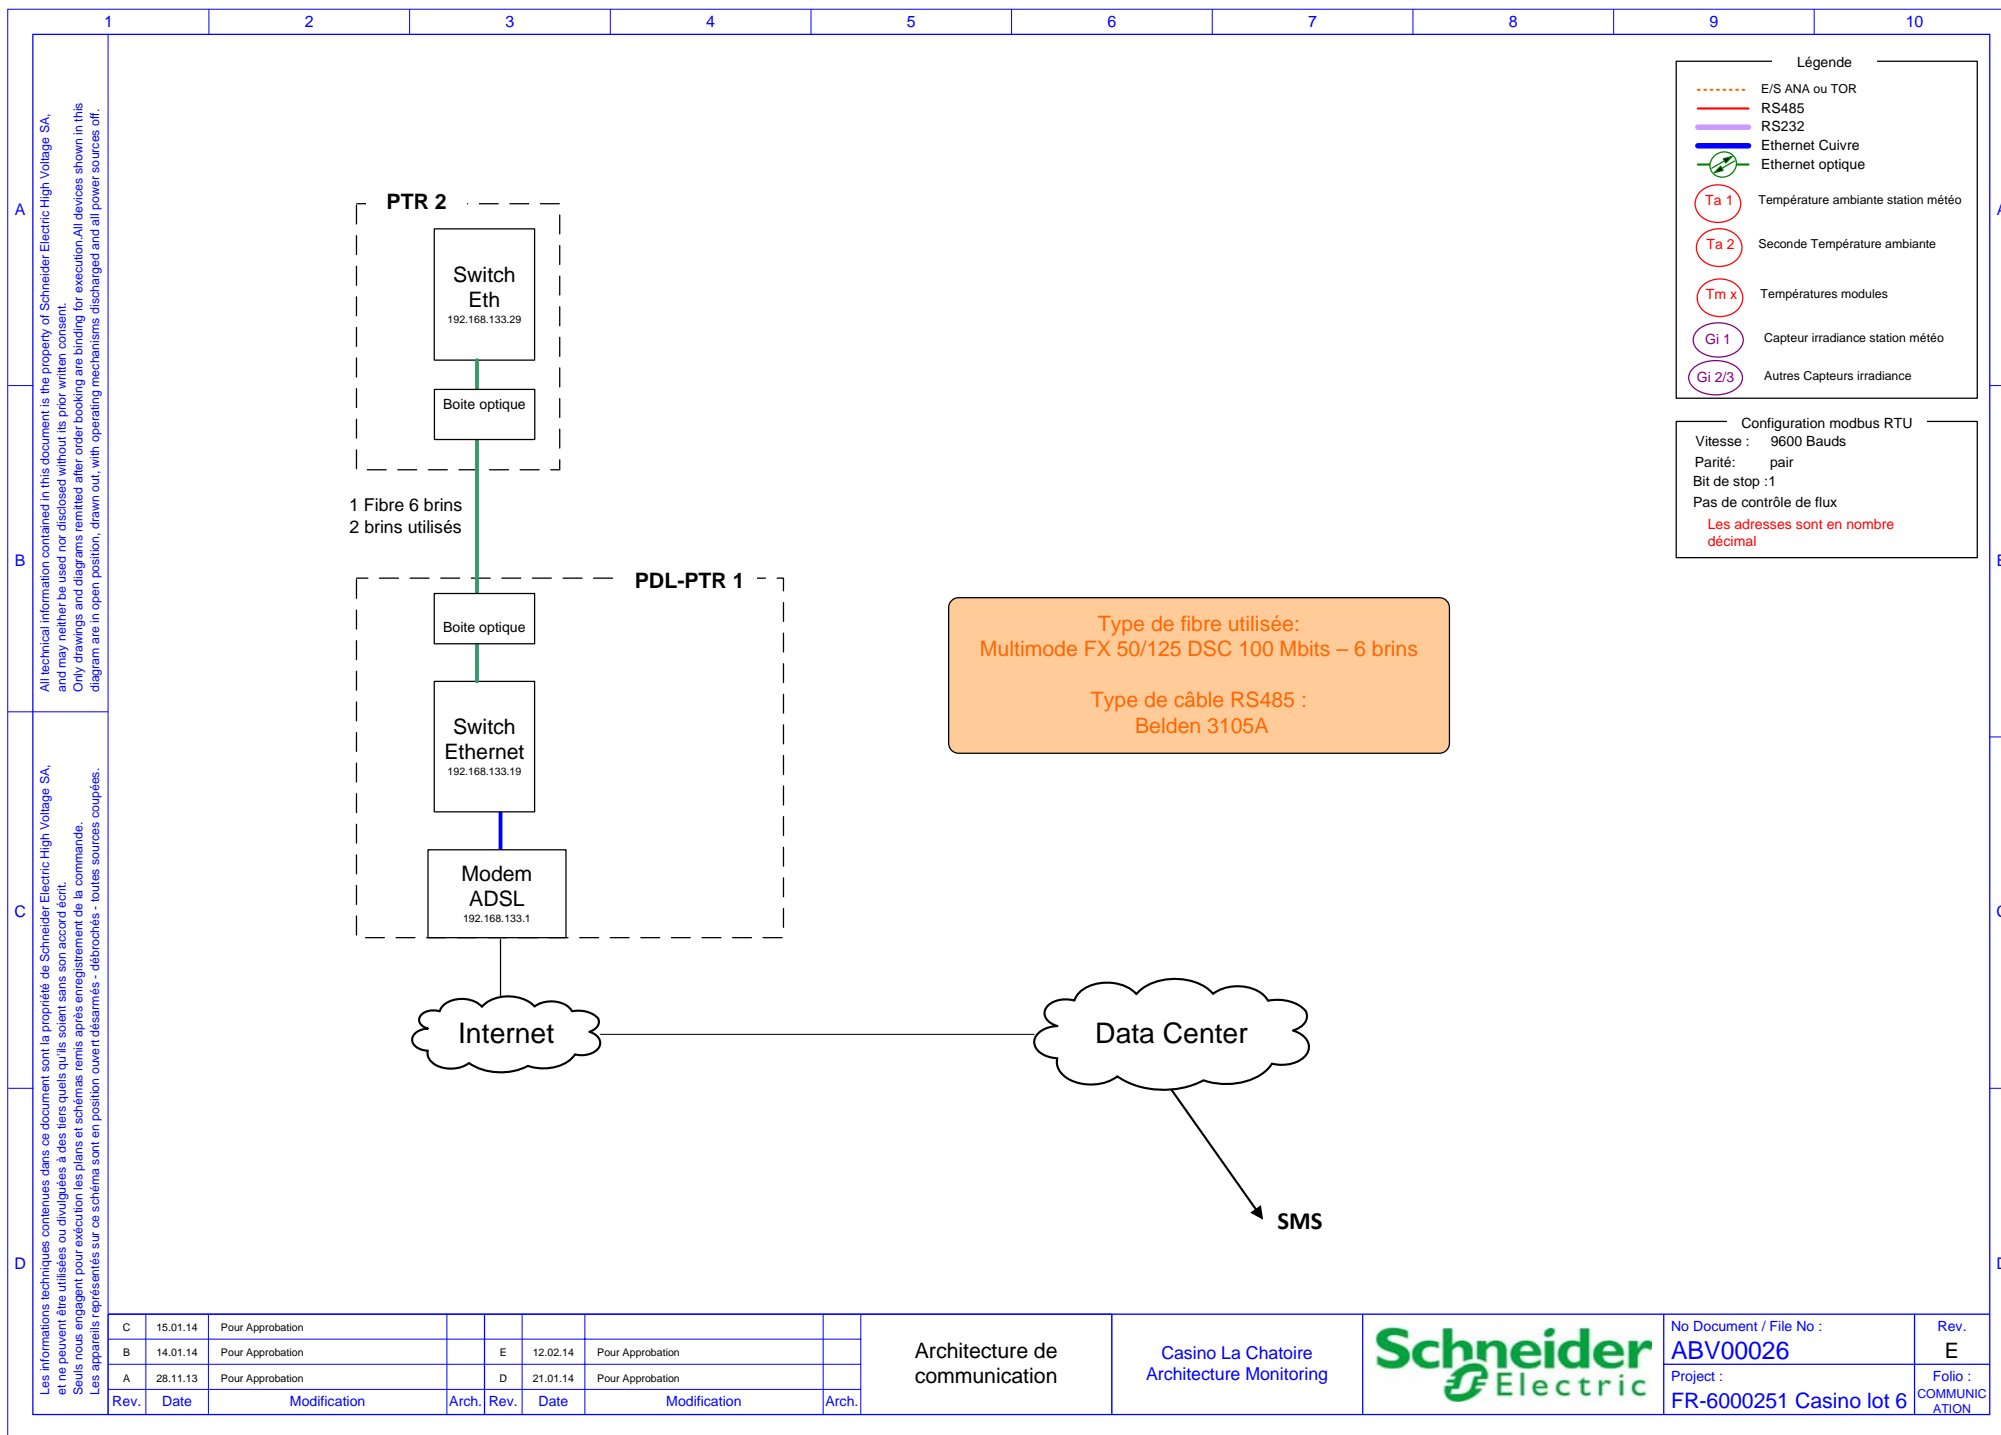 1 2 3 4 5 6 7 8 9 10
A
B
C
D
A
All technical information contained in this document is the property of Schneider Electric High Voltage SA,
and may neither be used nor disclosed without its prior written consent.
Only drawings and diagrams remitted after order booking are binding for execution.All devices shown in this
diagram are in open position, drawn out, with operating mechanisms discharged and all power sources off.
Les informations techniques contenues dans ce document sont la propriété de Schneider Electric High Voltage SA,
et ne peuvent être utilisées ou divulguées à des tiers quels qu'ils soient sans son accord écrit.
Seuls nous engagent pour exécution les plans et schémas remis après enregistrement de la commande.
Les appareils représentés sur ce schéma sont en position ouvert désarmés - débrochés - toutes sources coupées.
PTR 2
Switch
Eth
192.168.133.29
Boite optique
1 Fibre 6 brins
2 brins utilisés
PDL-PTR 1
Boite optique
Switch
Ethernet
192.168.133.19
Modem
ADSL
192.168.133.1
Internet
Data Center
SMS
Type de fibre utilisée:
Multimode FX 50/125 DSC 100 Mbits – 6 brins
Type de câble RS485 :
Belden 3105A
Légende
E/S ANA ou TOR
RS485
RS232
Ethernet Cuivre
Ethernet optique
Ta 1 Température ambiante station météo
Ta 2 Seconde Température ambiante
Tm x Températures modules
Gi 1 Capteur irradiance station météo
Gi 2/3 Autres Capteurs irradiance
Configuration modbus RTU
Vitesse : 9600 Bauds
Parité: pair
Bit de stop :1
Pas de contrôle de flux
Les adresses sont en nombre
décimal
C 15.01.14 Pour Approbation
B 14.01.14 Pour Approbation E 12.02.14 Pour Approbation
A 28.11.13 Pour Approbation D 21.01.14 Pour Approbation
Rev. Date Modification Arch. Rev. Date Modification Arch.
Architecture de
communication
Casino La Chatoire
Architecture Monitoring
Schneider
Electric
No Document / File No :
ABV00026
Project :
FR-6000251 Casino lot 6
Rev.
E
Folio :
COMMUNIC
ATION